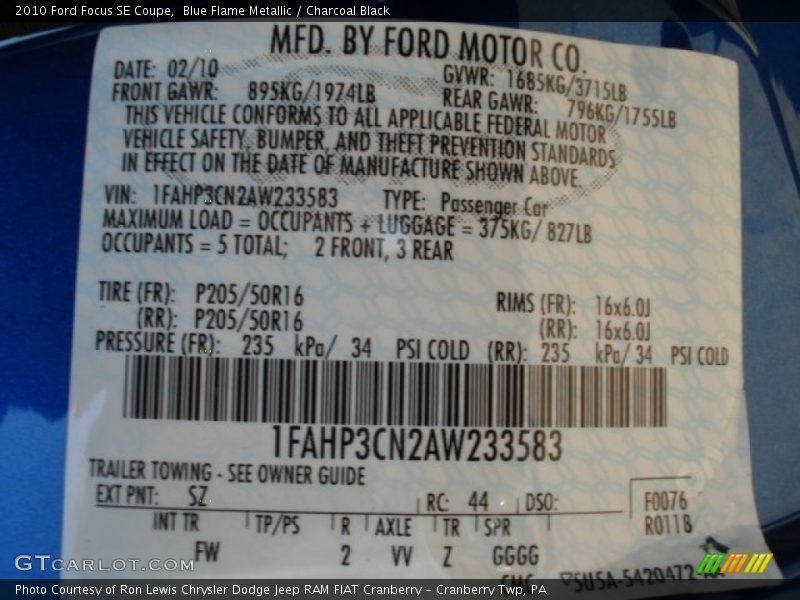 2010 Ford Focus SE Coupe, Blue Flame Metallic / Charcoal Black
MFD. BY FORD MOTOR CO.
DATE: 02/10 GVWR: 1685KG/3715LB
FRONT GAWR: 895KG/1974LB REAR GAWR: 796KG/1755LB
THIS VEHICLE CONFORMS TO ALL APPLICABLE FEDERAL MOTOR
VEHICLE SAFETY, BUMPER, AND THEFT PREVENTION STANDARDS
IN EFFECT ON THE DATE OF MANUFACTURE SHOWN ABOVE.
VIN: 1FAHP3CN2AW233583 TYPE: Passenger Car
MAXIMUM LOAD = OCCUPANTS + LUGGAGE = 375KG/ 827LB
OCCUPANTS = 5 TOTAL; 2 FRONT, 3 REAR
TIRE (FR): P205/50R16 RIMS (FR): 16x6.0J
(RR): P205/50R16 (RR): 16x6.0J
PRESSURE (FR): 235 kPa/ 34 PSI COLD (RR): 235 kPa/ 34 PSI COLD
1FAHP3CN2AW233583
TRAILER TOWING - SEE OWNER GUIDE
EXT PNT: SZ RC: 44 DSO: F0076
INT TR TP/PS R AXLE TR SPR R0118
FW 2 VV Z GGGG
5U5A-5420472-AA
GTCARLOT.COM
Photo Courtesy of Ron Lewis Chrysler Dodge Jeep RAM FIAT Cranberry – Cranberry Twp, PA